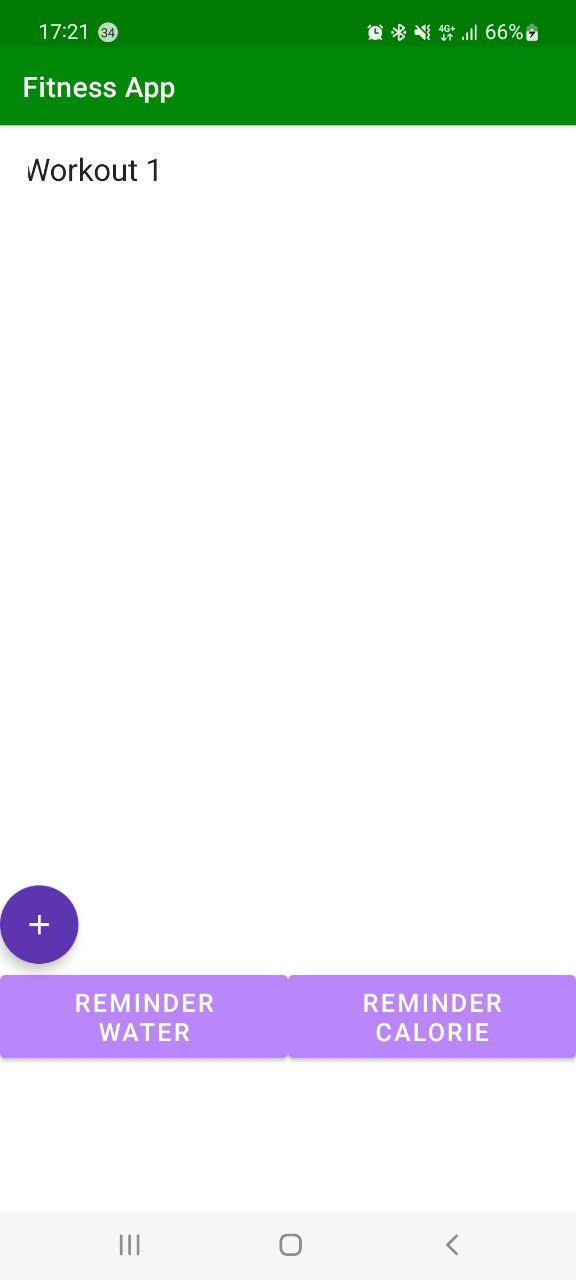 17:21 34 4G+ 66%
Fitness App
Workout 1
+
REMINDER WATER
REMINDER CALORIE